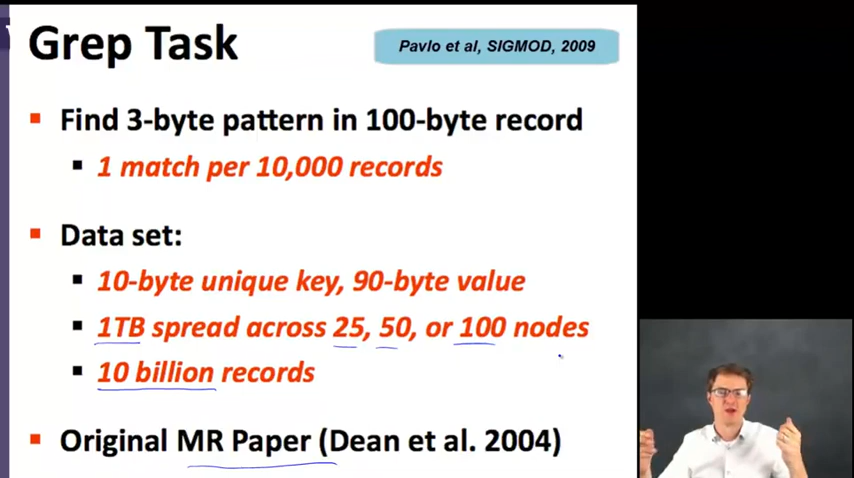 Grep Task
Pavlo et al, SIGMOD, 2009
Find 3-byte pattern in 100-byte record
1 match per 10,000 records
Data set:
10-byte unique key, 90-byte value
1TB spread across 25, 50, or 100 nodes
10 billion records
Original MR Paper (Dean et al. 2004)